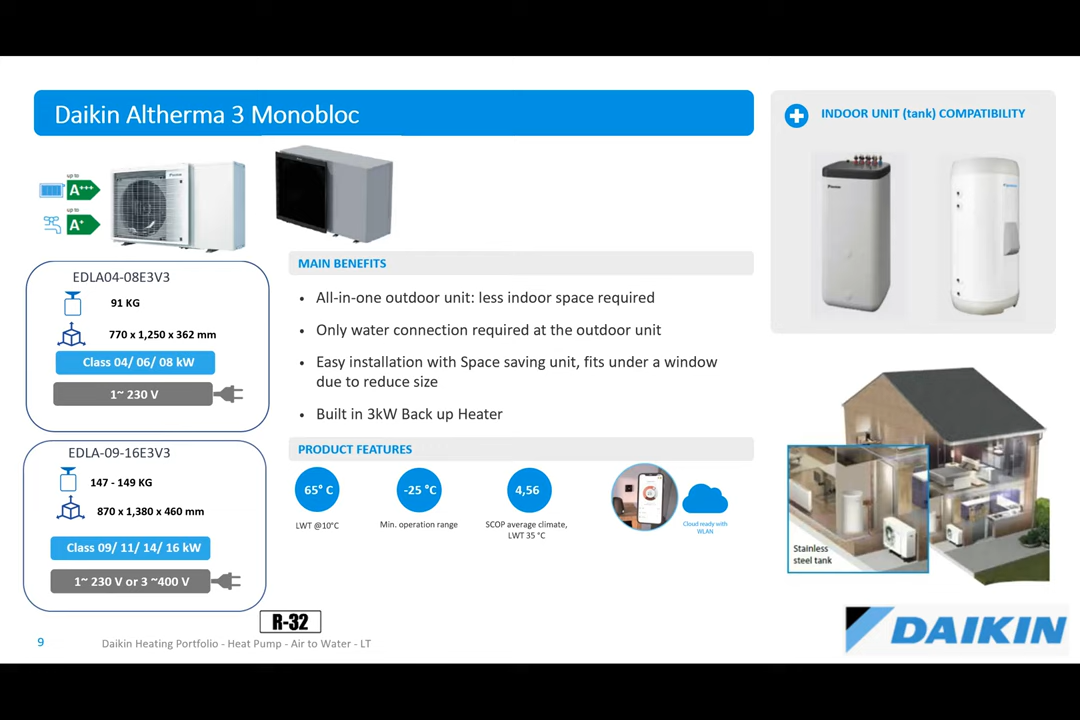 Daikin Altherma 3 Monobloc
INDOOR UNIT (tank) COMPATIBILITY
up to
A+++
up to
A+
EDLA04-08E3V3
91 KG
770 x 1,250 x 362 mm
Class 04/ 06/ 08 kW
1~ 230 V
EDLA-09-16E3V3
147 - 149 KG
870 x 1,380 x 460 mm
Class 09/ 11/ 14/ 16 kW
1~ 230 V or 3 ~400 V
R-32
MAIN BENEFITS
• All-in-one outdoor unit: less indoor space required
• Only water connection required at the outdoor unit
• Easy installation with Space saving unit, fits under a window
due to reduce size
• Built in 3kW Back up Heater
PRODUCT FEATURES
65° C
LWT @10°C
-25 °C
Min. operation range
4,56
SCOP average climate,
LWT 35 °C
Cloud ready with
WLAN
Stainless
steel tank
9
Daikin Heating Portfolio - Heat Pump - Air to Water - LT
DAIKIN